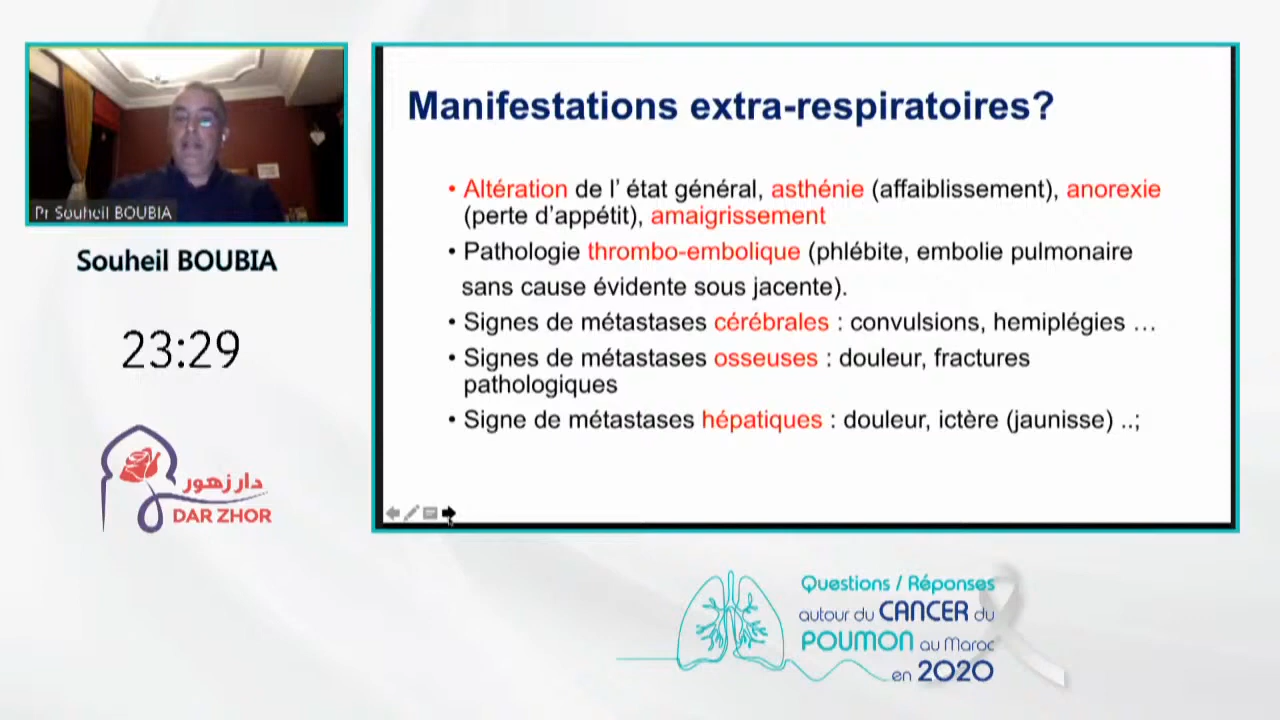 Pr Souheil BOUBIA
Souheil BOUBIA
23:29
دار زهور
DAR ZHOR
Manifestations extra-respiratoires?
• Altération de l’ état général, asthénie (affaiblissement), anorexie
(perte d’appétit), amaigrissement
• Pathologie thrombo-embolique (phlébite, embolie pulmonaire
sans cause évidente sous jacente).
• Signes de métastases cérébrales : convulsions, hemiplégies …
• Signes de métastases osseuses : douleur, fractures
pathologiques
• Signe de métastases hépatiques : douleur, ictère (jaunisse) ..;
Questions / Réponses
autour du CANCER du
POUMON au Maroc
en 2020